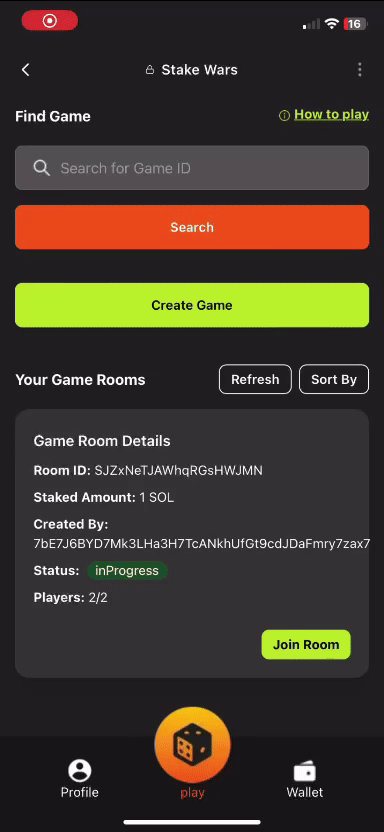 16
Stake Wars
Find Game
How to play
Search for Game ID
Search
Create Game
Your Game Rooms
Refresh
Sort By
Game Room Details
Room ID: SJZxNeTJAWhqRGsHWJMN
Staked Amount: 1 SOL
Created By:
7bE7J6BYD7Mk3LHa3H7TcANkhUfGt9cdJDaFmry7zax7
Status: inProgress
Players: 2/2
Join Room
Profile
play
Wallet